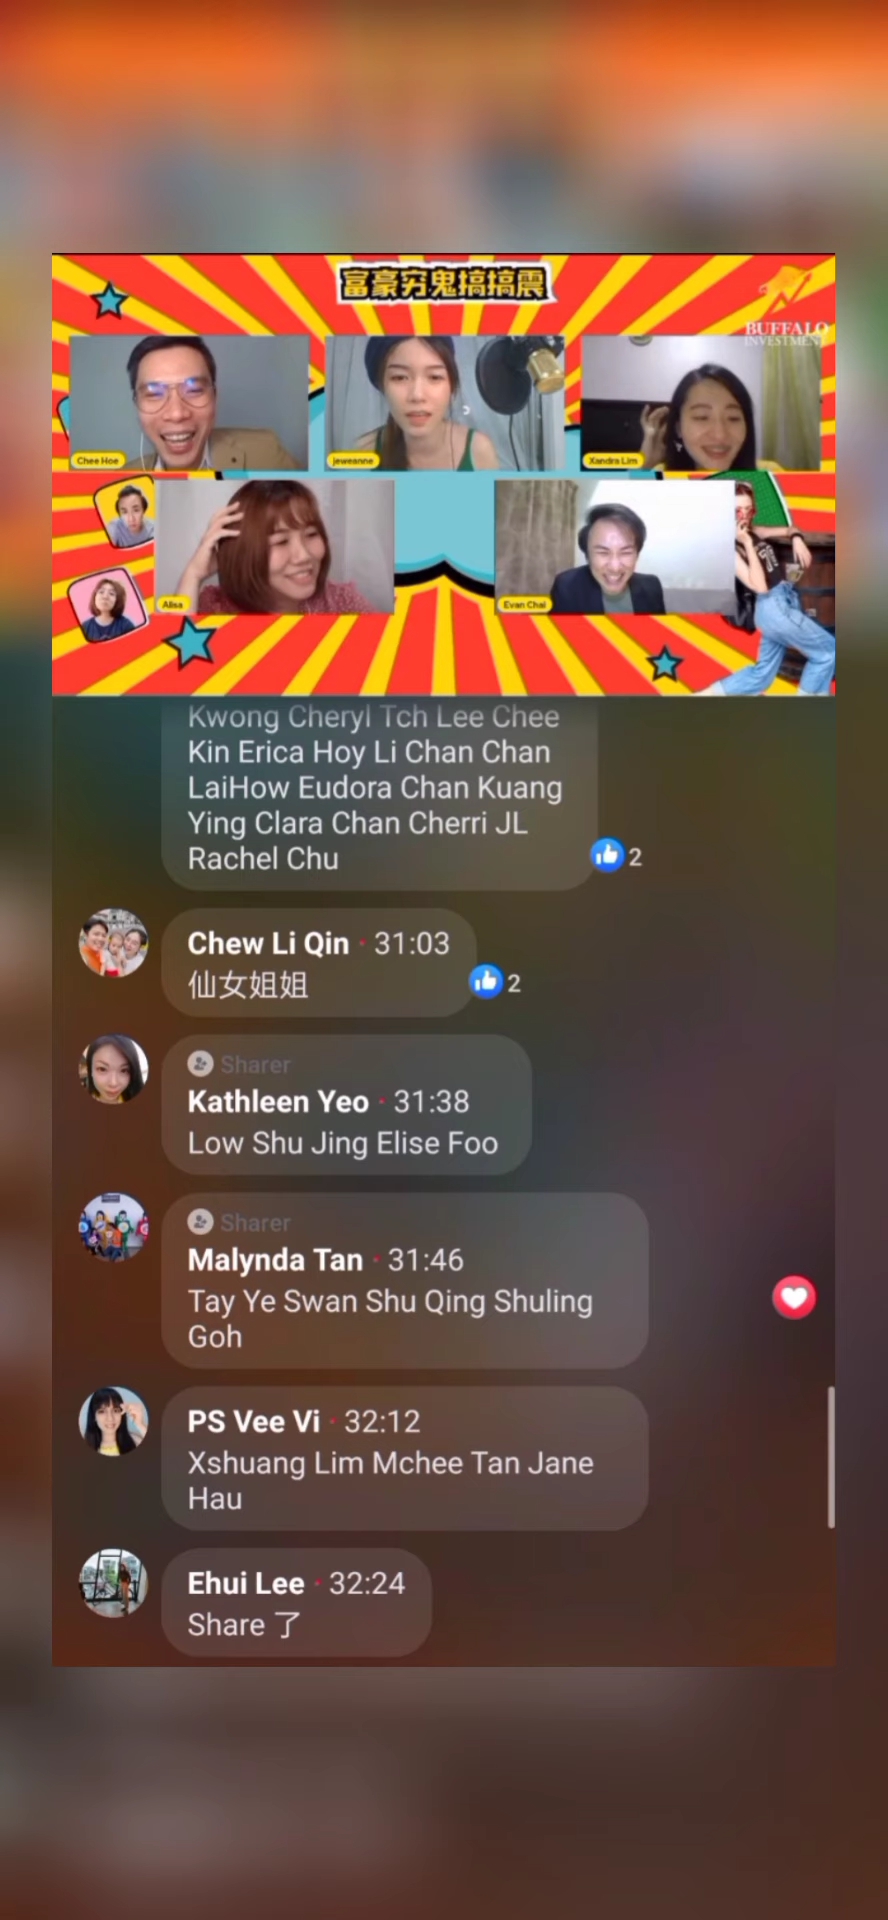 富豪穷鬼搞搞震
BUFFALO
INVESTMENT
Chee Hoe
jeweanne
Xandra Lim
Alisa
Evan Chai
Kwong Cheryl Tch Lee Chee
Kin Erica Hoy Li Chan Chan
LaiHow Eudora Chan Kuang
Ying Clara Chan Cherri JL
Rachel Chu
2
Chew Li Qin · 31:03
仙女姐姐
2
Sharer
Kathleen Yeo · 31:38
Low Shu Jing Elise Foo
Sharer
Malynda Tan · 31:46
Tay Ye Swan Shu Qing Shuling
Goh
PS Vee Vi · 32:12
Xshuang Lim Mchee Tan Jane
Hau
Ehui Lee · 32:24
Share 了